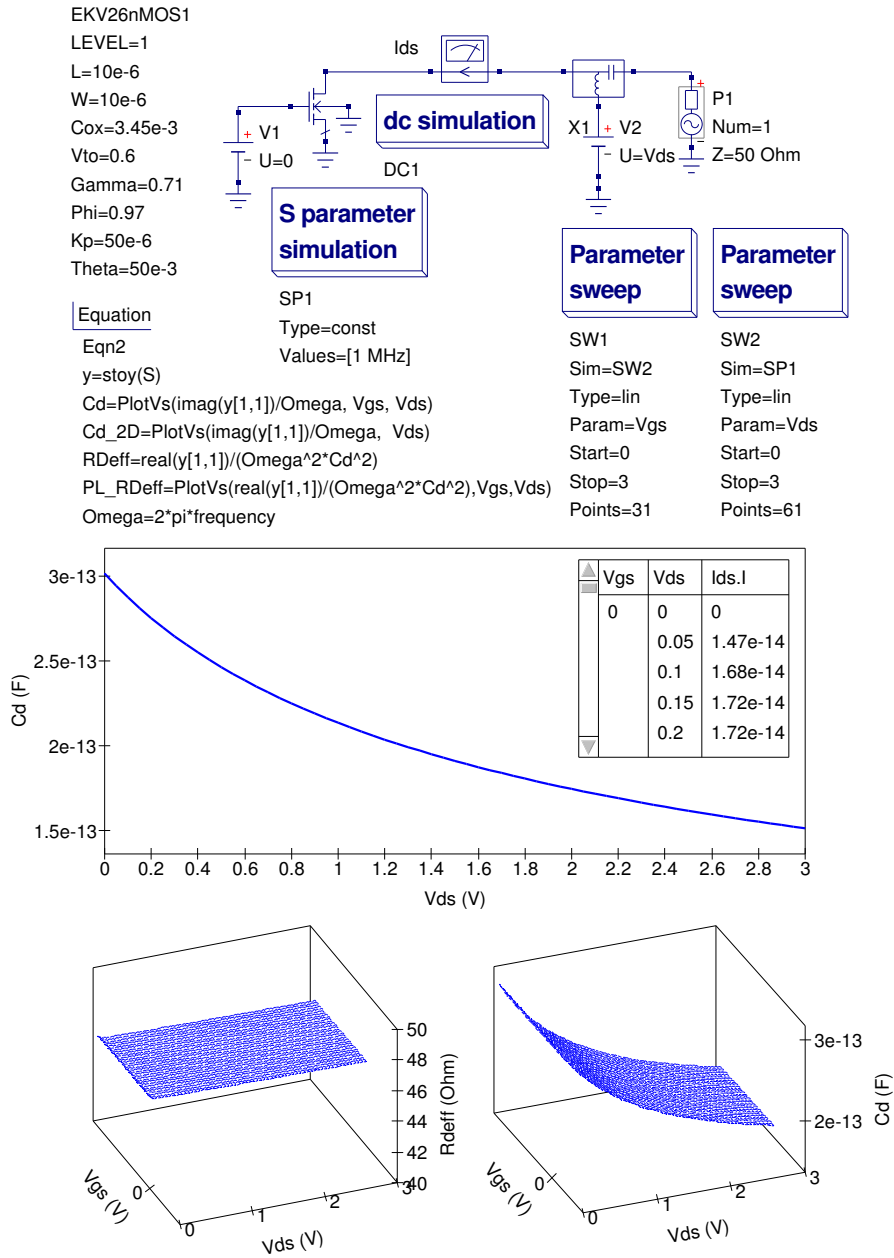 EKV26nMOS1
LEVEL=1
L=10e-6
W=10e-6
Cox=3.45e-3
Vto=0.6
Gamma=0.71
Phi=0.97
Kp=50e-6
Theta=50e-3
Ids
V1
U=0
dc simulation
DC1
X1
V2
U=Vds
P1
Num=1
Z=50 Ohm
S parameter
simulation
SP1
Type=const
Values=[1 MHz]
Parameter
sweep
SW1
Sim=SW2
Type=lin
Param=Vgs
Start=0
Stop=3
Points=31
Parameter
sweep
SW2
Sim=SP1
Type=lin
Param=Vds
Start=0
Stop=3
Points=61
Equation
Eqn2
y=stoy(S)
Cd=PlotVs(imag(y[1,1])/Omega, Vgs, Vds)
Cd_2D=PlotVs(imag(y[1,1])/Omega, Vds)
RDeff=real(y[1,1])/(Omega^2*Cd^2)
PL_RDeff=PlotVs(real(y[1,1])/(Omega^2*Cd^2),Vgs,Vds)
Omega=2*pi*frequency
3e-13
2.5e-13
2e-13
1.5e-13
Cd (F)
0 0.2 0.4 0.6 0.8 1 1.2 1.4 1.6 1.8 2 2.2 2.4 2.6 2.8 3
Vds (V)
Vgs Vds Ids.I
0 0 0
0.05 1.47e-14
0.1 1.68e-14
0.15 1.72e-14
0.2 1.72e-14
50
48
46
44
42
40
Rdeff (Ohm)
0
Vgs (V)
0 1 2 3
Vds (V)
3e-13
2e-13
Cd (F)
0
Vgs (V)
0 1 2 3
Vds (V)